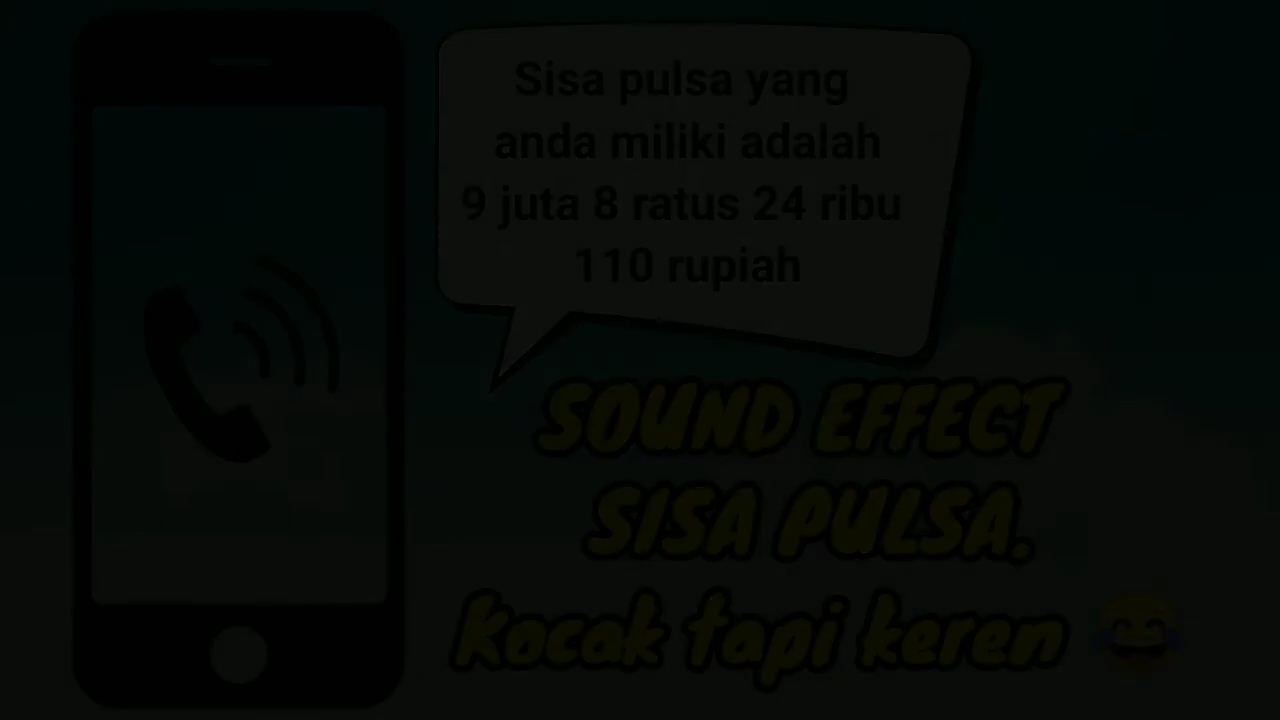 Sisa pulsa yang
anda miliki adalah
9 juta 8 ratus 24 ribu
110 rupiah
SOUND EFFECT
SISA PULSA.
Kocak tapi keren